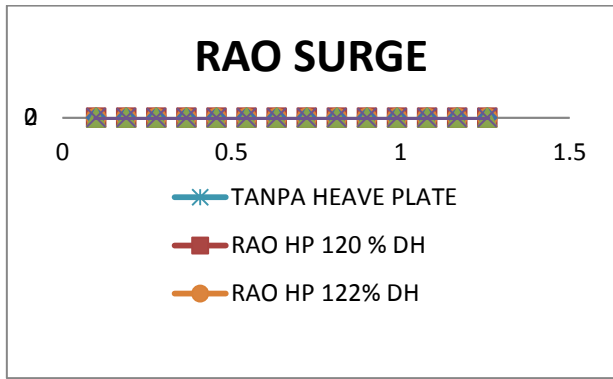 RAO SURGE
2
0
0 0.5 1 1.5
TANPA HEAVE PLATE
RAO HP 120 % DH
RAO HP 122% DH